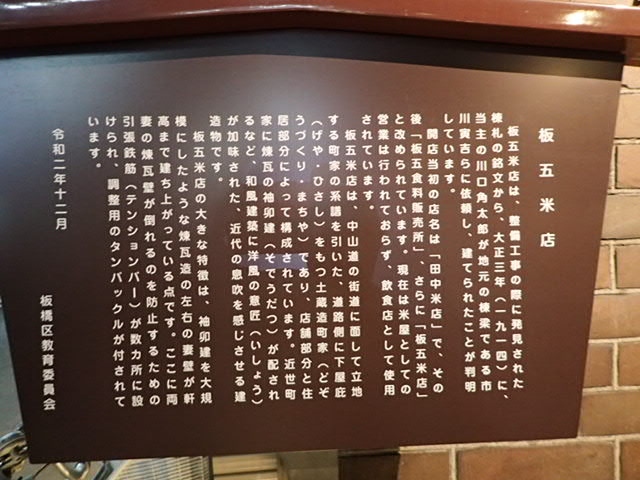 板五米店
板五米店は、整備工事の際に発見された
棟札の銘文から、大正三年(一九一四)に、
当主の川口角太郎が地元の棟梁である市
川寅吉らに依頼し、建てられたことが判明
しています。
開店当初の店名は「田中米店」で、その
後「板五食料販売所」、さらに「板五米店」
と改められています。現在は米屋としての
営業は行われておらず、飲食店として使用
されています。
板五米店は、中山道の街道に面して立地
する町家の系譜を引いた、道路側に下屋庇
(げや・ひさし)をもつ土蔵造町家(どぞ
うづくり・まちや)であり、店舗部分と住
居部分によって構成されています。近世町
家に煉瓦の袖卯建(そでうだつ)が配され
るなど、和風建築に洋風の意匠(いしょう)
が加味された、近代の息吹を感じさせる建
造物です。
板五米店の大きな特徴は、袖卯建を大規
模にしたような煉瓦造の左右の妻壁が軒
高まで建ち上がっている点です。ここに両
妻の煉瓦壁が倒れるのを防止するための
引張鉄筋(テンションバー)が数カ所に設
けられ、調整用のタンバックルが付されて
います。
令和二年十二月
板橋区教育委員会